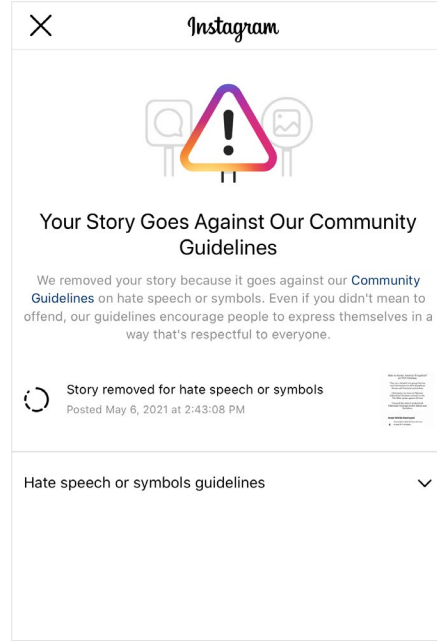 Instagram
Your Story Goes Against Our Community
Guidelines
We removed your story because it goes against our Community
Guidelines on hate speech or symbols. Even if you didn't mean to
offend, our guidelines encourage people to express themselves in a
way that's respectful to everyone.
Story removed for hate speech or symbols
Posted May 6, 2021 at 2:43:08 PM
Hate speech or symbols guidelines